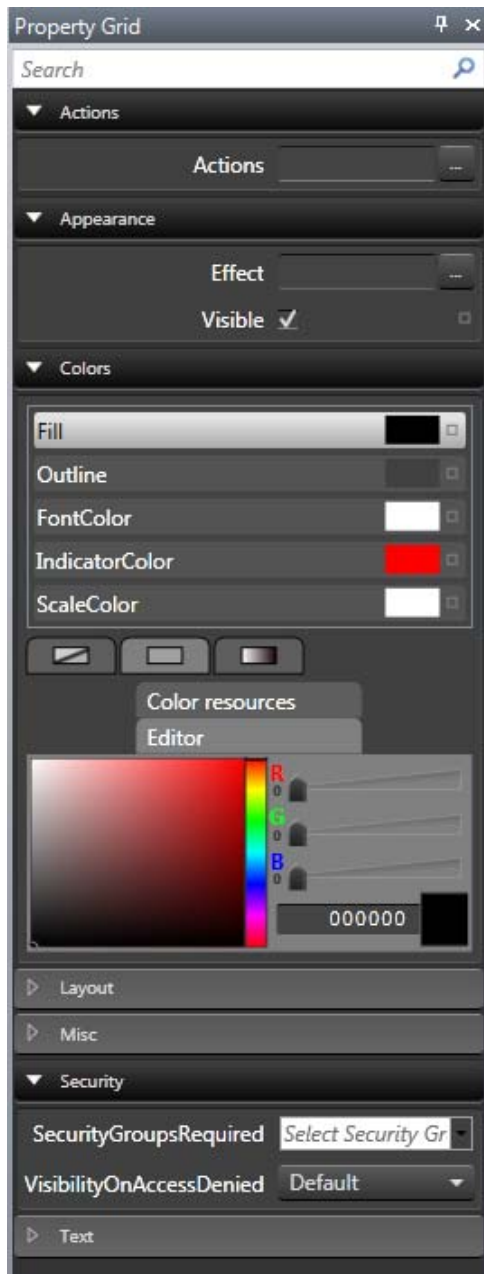 Property Grid
Search
Actions
Actions
...
Appearance
Effect
...
Visible
Colors
Fill
Outline
FontColor
IndicatorColor
ScaleColor
Color resources
Editor
R
0
G
0
B
0
000000
Layout
Misc
Security
SecurityGroupsRequired Select Security Gr
VisibilityOnAccessDenied Default
Text